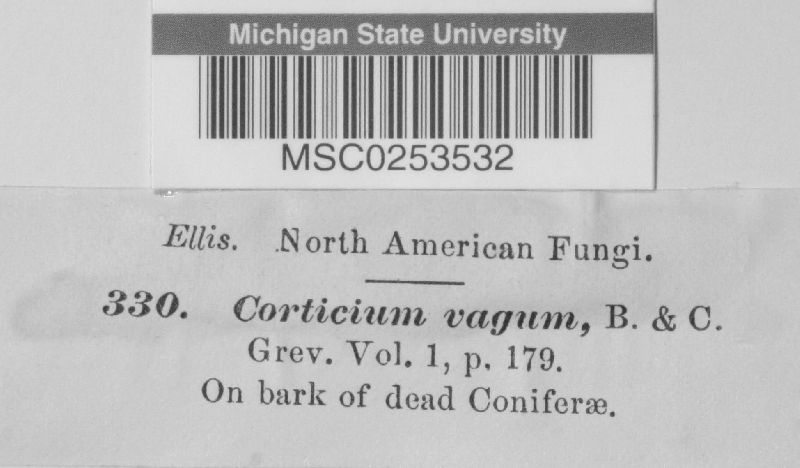 Michigan State University
MSC0253532
Ellis. North American Fungi.
330. Corticium vagum, B. & C.
Grev. Vol. 1, p. 179.
On bark of dead Coniferæ.